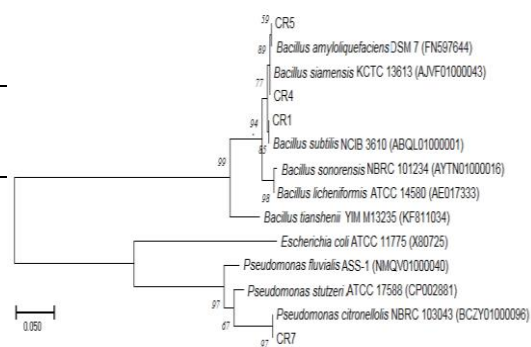 59
CR5
89
Bacillus amyloliquefaciens DSM 7 (FN597644)
Bacillus siamensis KCTC 13613 (AJVF01000043)
77
CR4
CR1
94
85
Bacillus subtilis NCIB 3610 (ABQL01000001)
99
Bacillus sonorensis NBRC 101234 (AYTN01000016)
98
Bacillus licheniformis ATCC 14580 (AE017333)
Bacillus tianshenii YIM M13235 (KF811034)
Escherichia coli ATCC 11775 (X80725)
Pseudomonas fluvialis ASS-1 (NMQV01000040)
97
Pseudomonas stutzeri ATCC 17588 (CP002881)
67
Pseudomonas citronellolis NBRC 103043 (BCZY01000096)
97
CR7
0.050